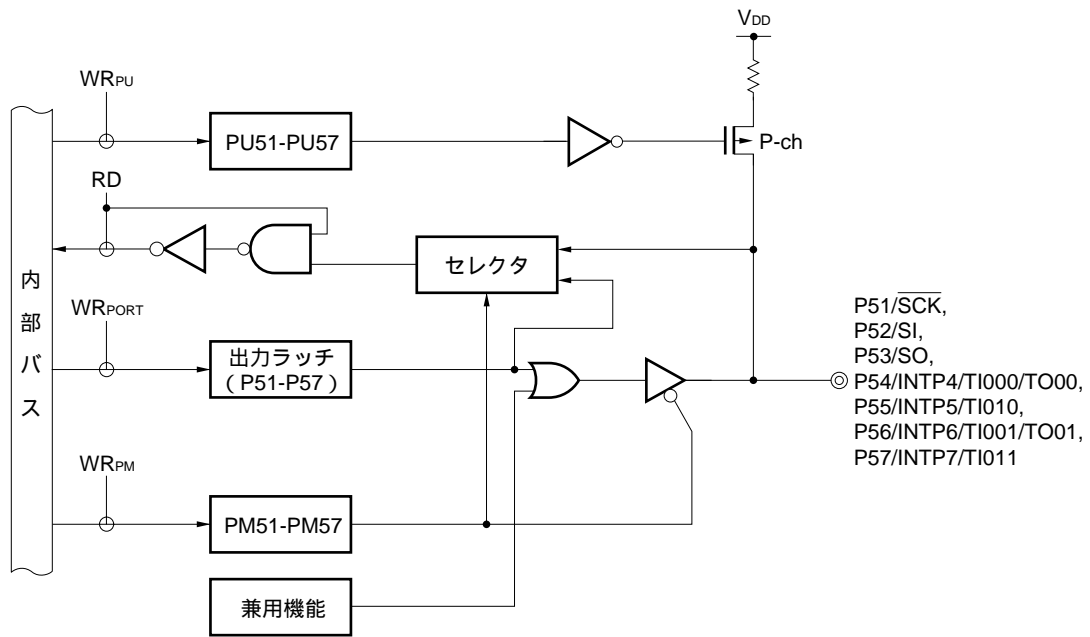 VDD
WRPU
PU51-PU57
P-ch
RD
セレクタ
内部バス
WRPORT
出力ラッチ
(P51-P57)
P51/SCK,
P52/SI,
P53/SO,
P54/INTP4/TI000/TO00,
P55/INTP5/TI010,
P56/INTP6/TI001/TO01,
P57/INTP7/TI011
WRPM
PM51-PM57
兼用機能